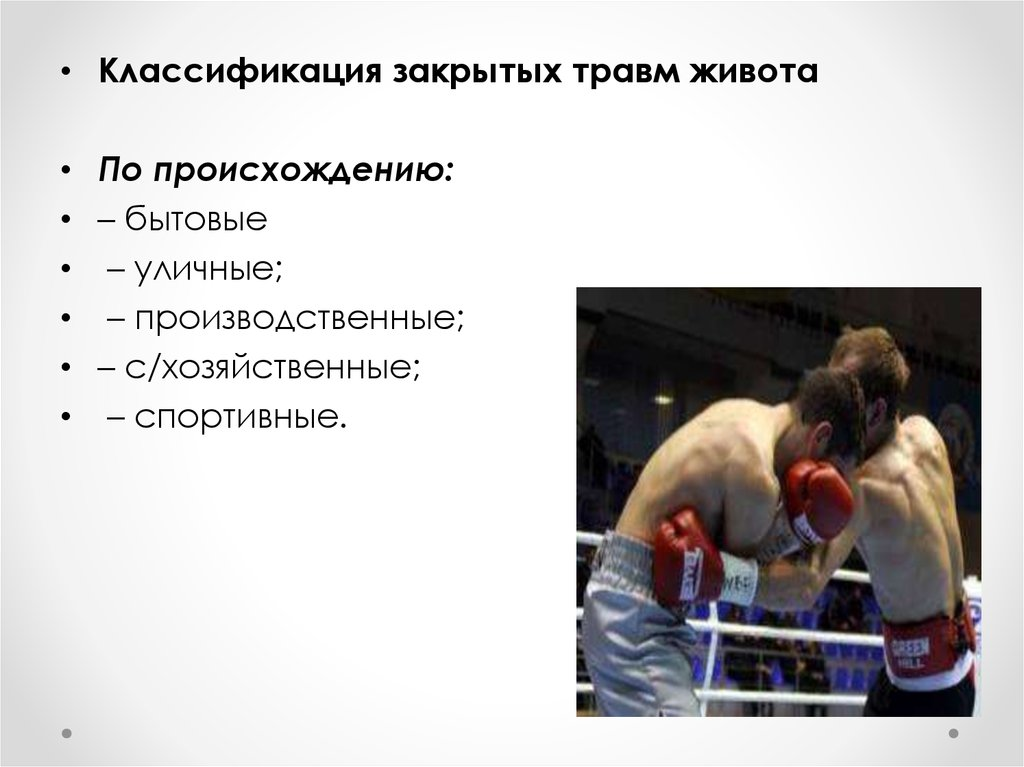 • Классификация закрытых травм живота
• По происхождению:
• – бытовые
• – уличные;
• – производственные;
• – с/хозяйственные;
• – спортивные.
GREEN
HILL